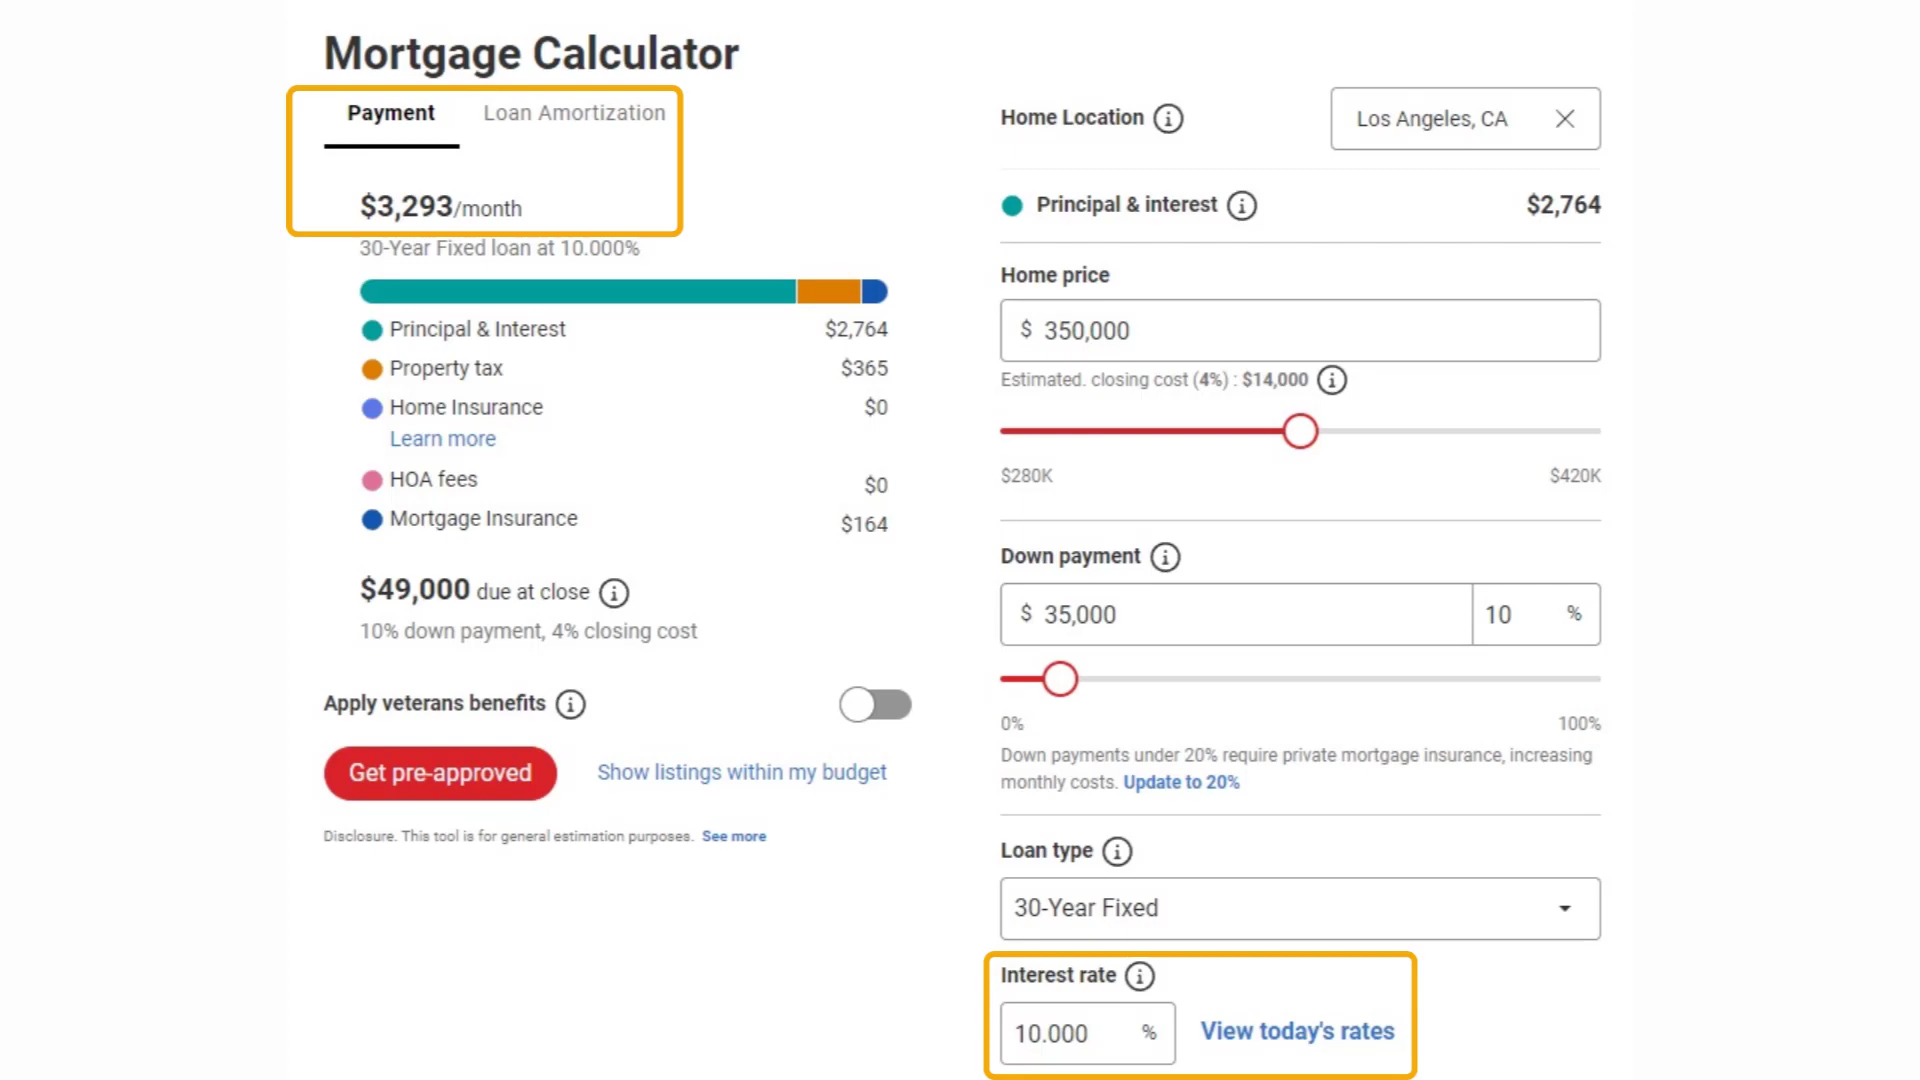 Mortgage Calculator
Payment Loan Amortization
$3,293/month
30-Year Fixed loan at 10.000%
Principal & Interest $2,764
Property tax $365
Home Insurance $0
Learn more
HOA fees $0
Mortgage Insurance $164
$49,000 due at close
10% down payment, 4% closing cost
Apply veterans benefits
Get pre-approved Show listings within my budget
Disclosure. This tool is for general estimation purposes. See more
Home Location Los Angeles, CA
Principal & interest $2,764
Home price
$ 350,000
Estimated. closing cost (4%) : $14,000
$280K $420K
Down payment
$ 35,000 10 %
0% 100%
Down payments under 20% require private mortgage insurance, increasing
monthly costs. Update to 20%
Loan type
30-Year Fixed
Interest rate
10.000 % View today's rates